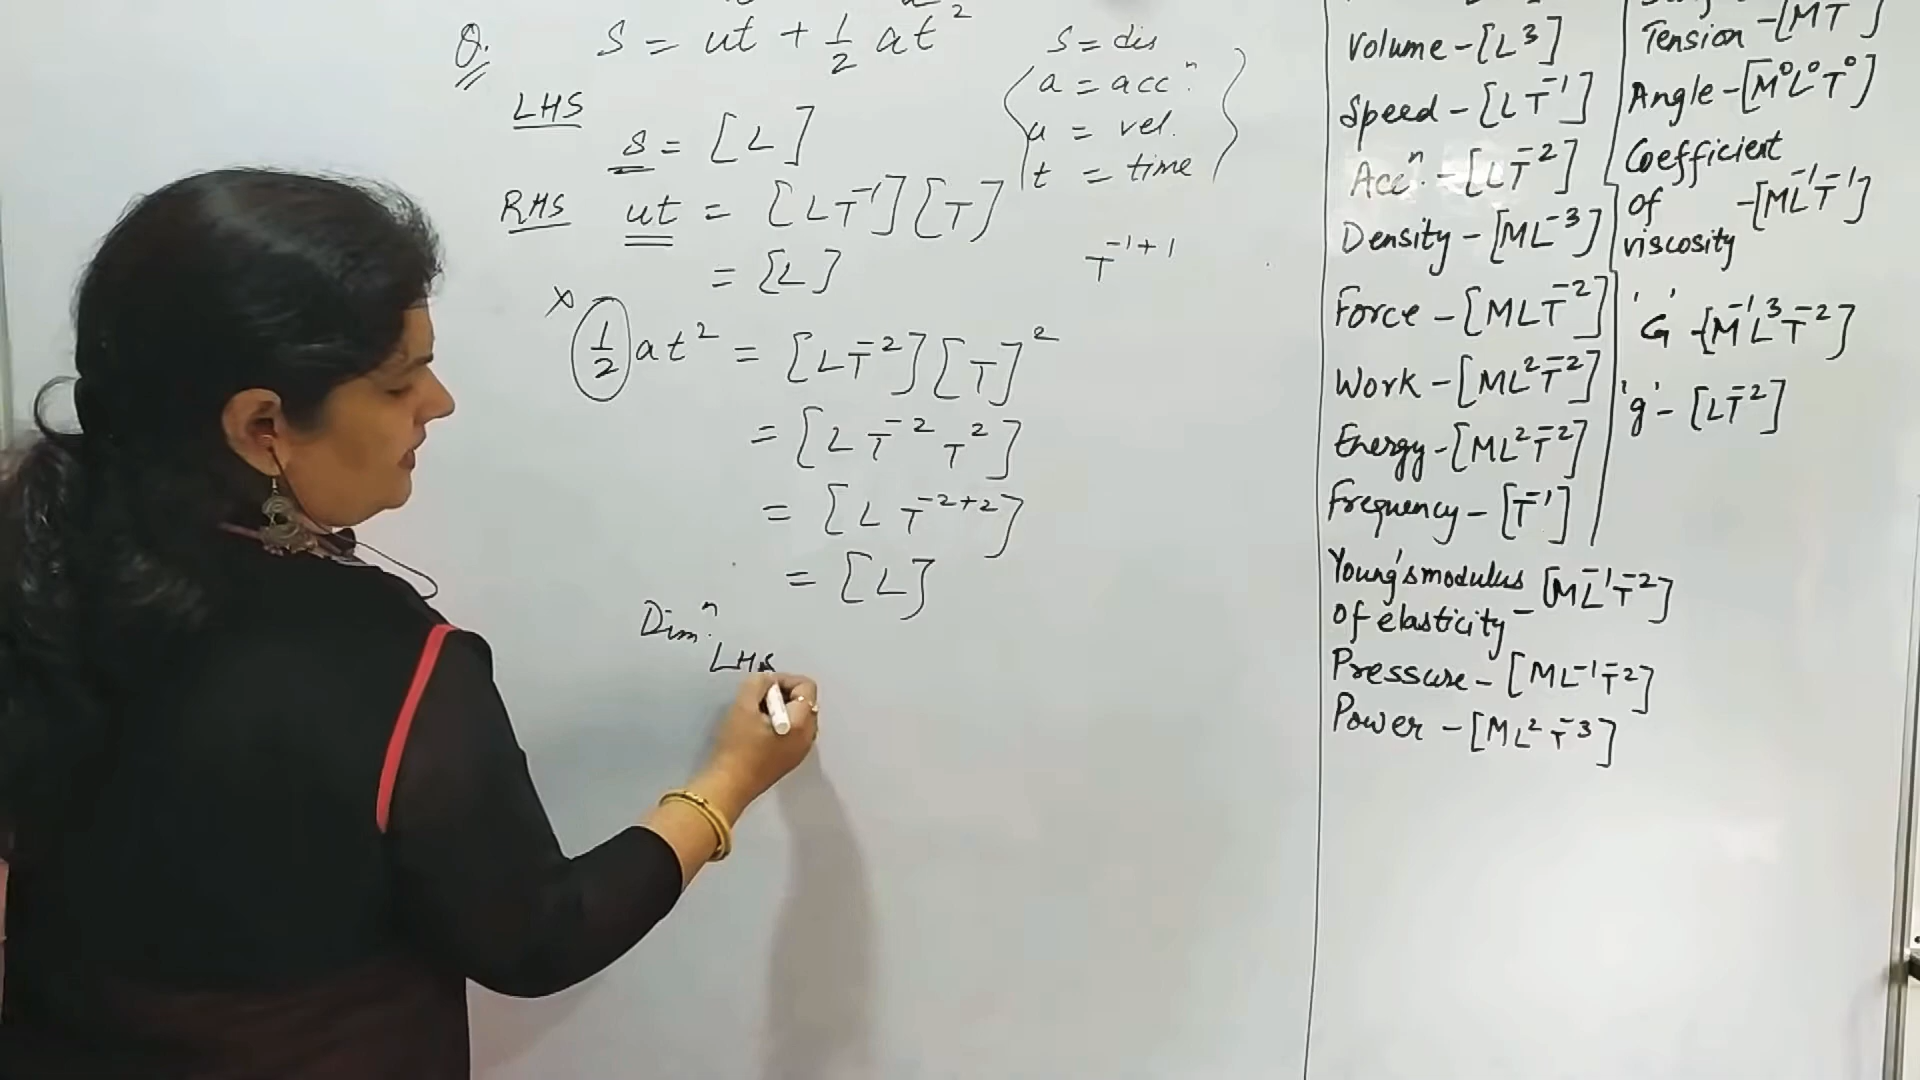 Q. S = ut + 1/2 at²
S = dis
a = accⁿ.
u = vel.
t = time
LHS
s = [L]
RHS ut = [LT⁻¹][T]
= [L]
T⁻¹⁺¹
x 1/2 at² = [LT⁻²][T]²
= [LT⁻² T²]
= [LT⁻²⁺²]
= [L]
Dimⁿ.
LHS
Volume - [L³]
Speed - [LT⁻¹]
Accⁿ. - [LT⁻²]
Density - [ML⁻³]
Force - [MLT⁻²]
Work - [ML²T⁻²]
Energy - [ML²T⁻²]
Frequency - [T⁻¹]
Young's modulus [ML⁻¹T⁻²]
of elasticity -
Pressure - [ML⁻¹T⁻²]
Power - [ML²T⁻³]
Tension - [MT ]
Angle - [M⁰L⁰T⁰]
Coefficient
of - [ML⁻¹T⁻¹]
viscosity
'G' - [M⁻¹L³T⁻²]
'g' - [LT⁻²]